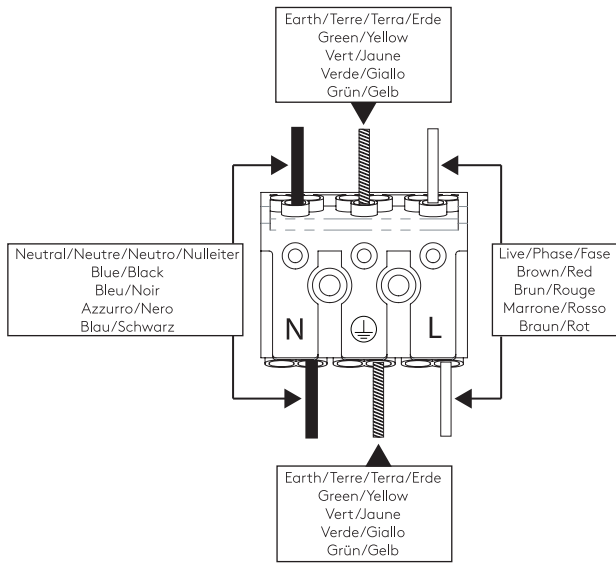 Earth/Terre/Terra/Erde
Green/Yellow
Vert/Jaune
Verde/Giallo
Grün/Gelb
Neutral/Neutre/Neutro/Nulleiter
Blue/Black
Bleu/Noir
Azzurro/Nero
Blau/Schwarz
Live/Phase/Fase
Brown/Red
Brun/Rouge
Marrone/Rosso
Braun/Rot
N
L
Earth/Terre/Terra/Erde
Green/Yellow
Vert/Jaune
Verde/Giallo
Grün/Gelb